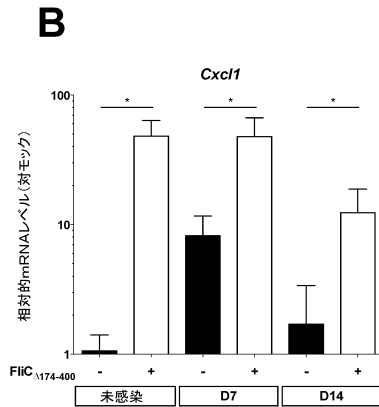 B
Cxcl1
相対的mRNAレベル(対モック)
100
* * *
10
1
FliCΔ174-400 - + - + - +
未感染 D7 D14